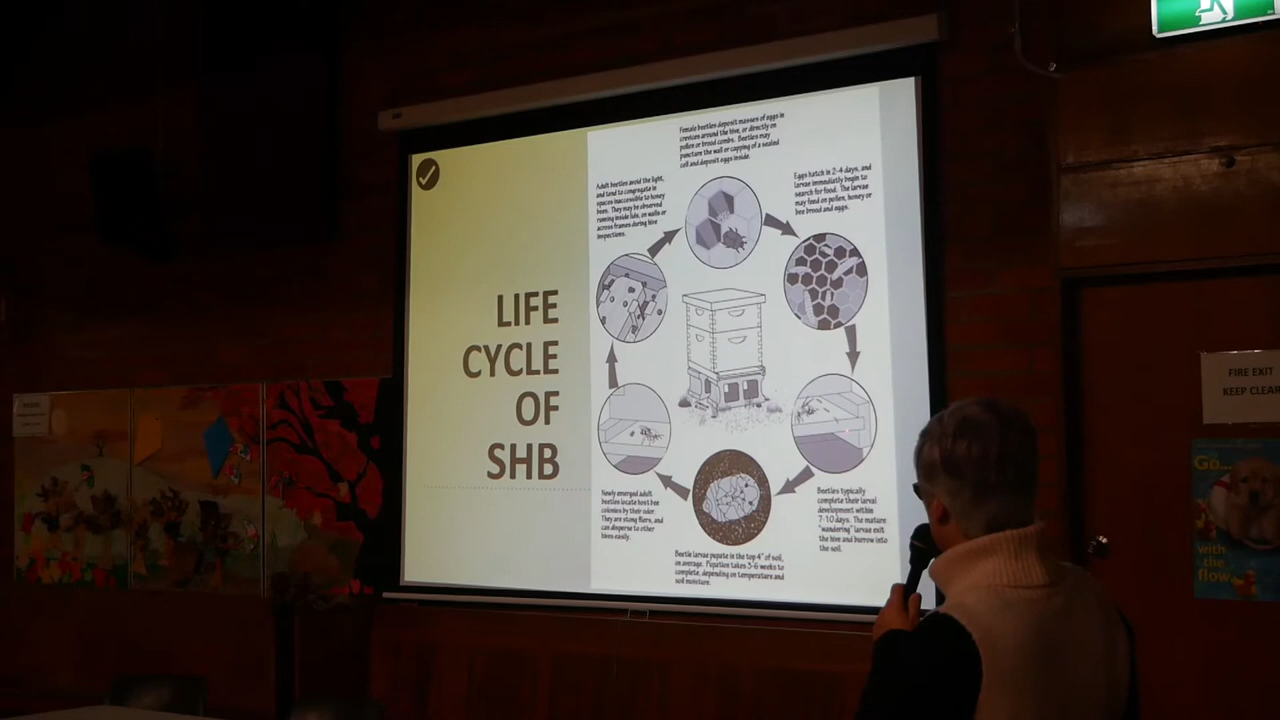 LIFE
CYCLE
OF
SHB
Female beetles deposit masses of eggs in
crevices around the hive, or directly on
pollen or brood combs. Beetles may
puncture the wall or capping of a sealed
cell and deposit eggs inside.
Eggs hatch in 2-4 days, and
larvae immediately begin to
search for food. The larvae
may feed on pollen, honey or
bee brood and eggs.
Beetles typically
complete their larval
development within
7-10 days. The mature
"wandering" larvae exit
the hive and burrow into
the soil.
Beetle larvae pupate in the top 4" of soil,
on average. Pupation takes 3-6 weeks to
complete, depending on temperature and
soil moisture.
Newly emerged adult
beetles locate host bee
colonies by their odor.
They are stong fliers, and
can disperse to other
hives easily.
Adult beetles avoid the light,
and tend to congregate in
spaces inaccessible to honey
bees. They may be observed
running inside lids, on walls or
across frames during hive
inspections.
FIRE EXIT
KEEP CLEAR
Go...
with
the
flow